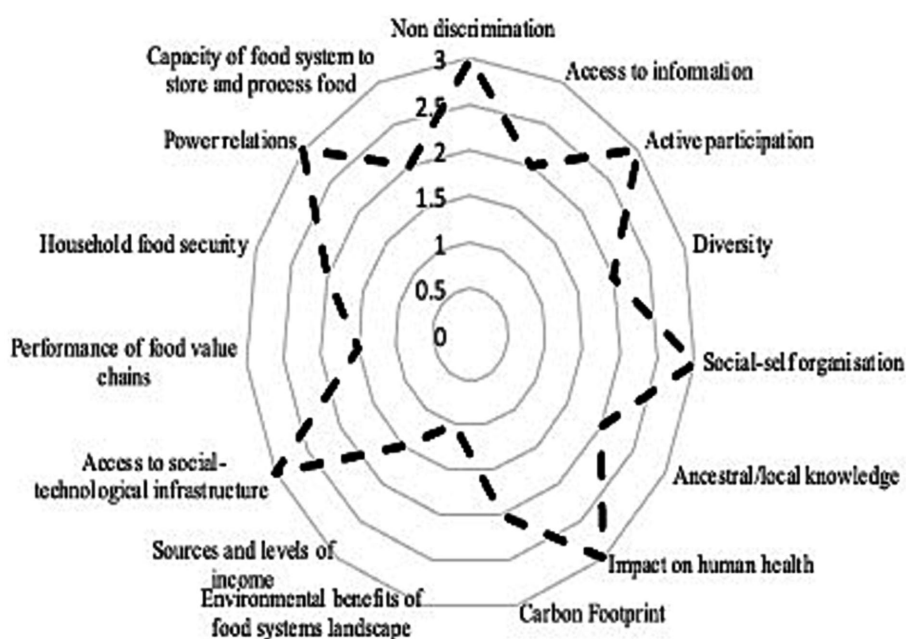 Non discrimination
Capacity of food system to
store and process food
3
Access to information
2.5
Power relations
2
Active participation
1.5
Household food security
1
Diversity
0.5
0
Performance of food value
chains
Social-self organisation
Access to social-
technological infrastructure
Ancestral/local knowledge
Sources and levels of
income
Impact on human health
Environmental benefits of
food systems landscape
Carbon Footprint